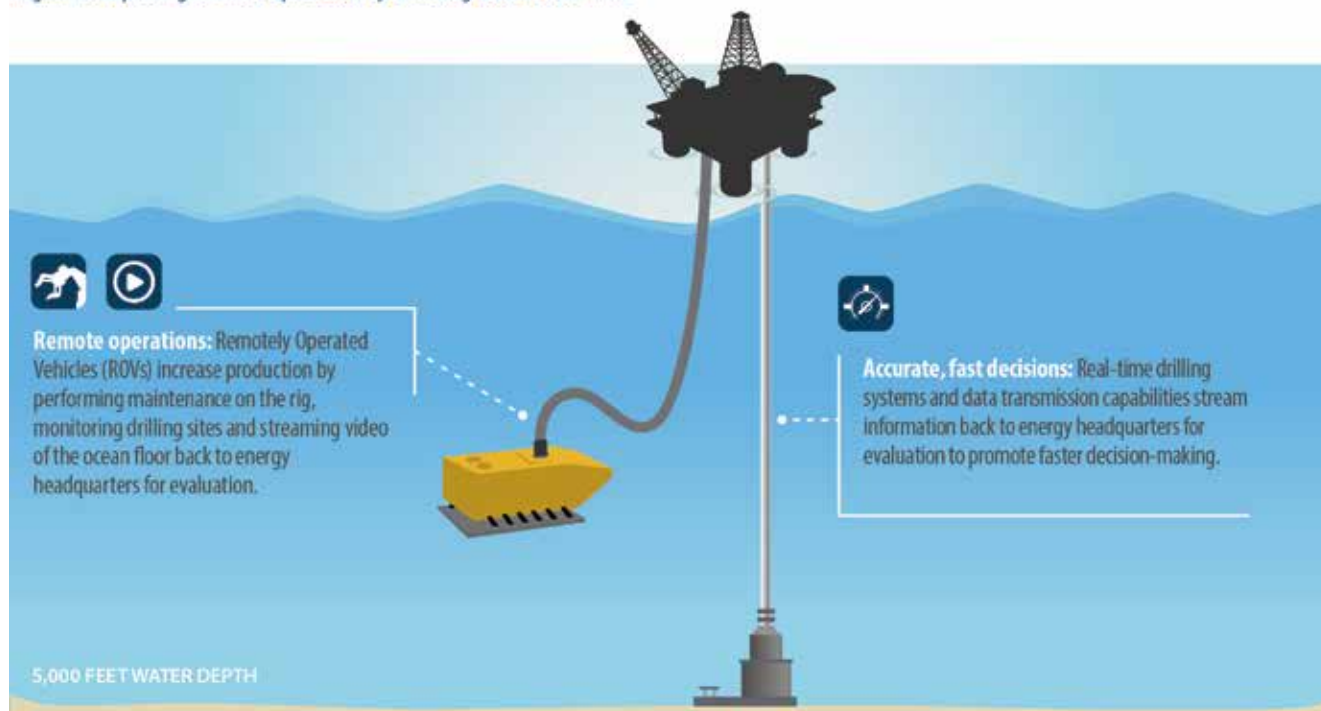 Remote operations: Remotely Operated
Vehicles (ROVs) increase production by
performing maintenance on the rig,
monitoring drilling sites and streaming video
of the ocean floor back to energy
headquarters for evaluation.
Accurate, fast decisions: Real-time drilling
systems and data transmission capabilities stream
information back to energy headquarters for
evaluation to promote faster decision-making.
5,000 FEET WATER DEPTH